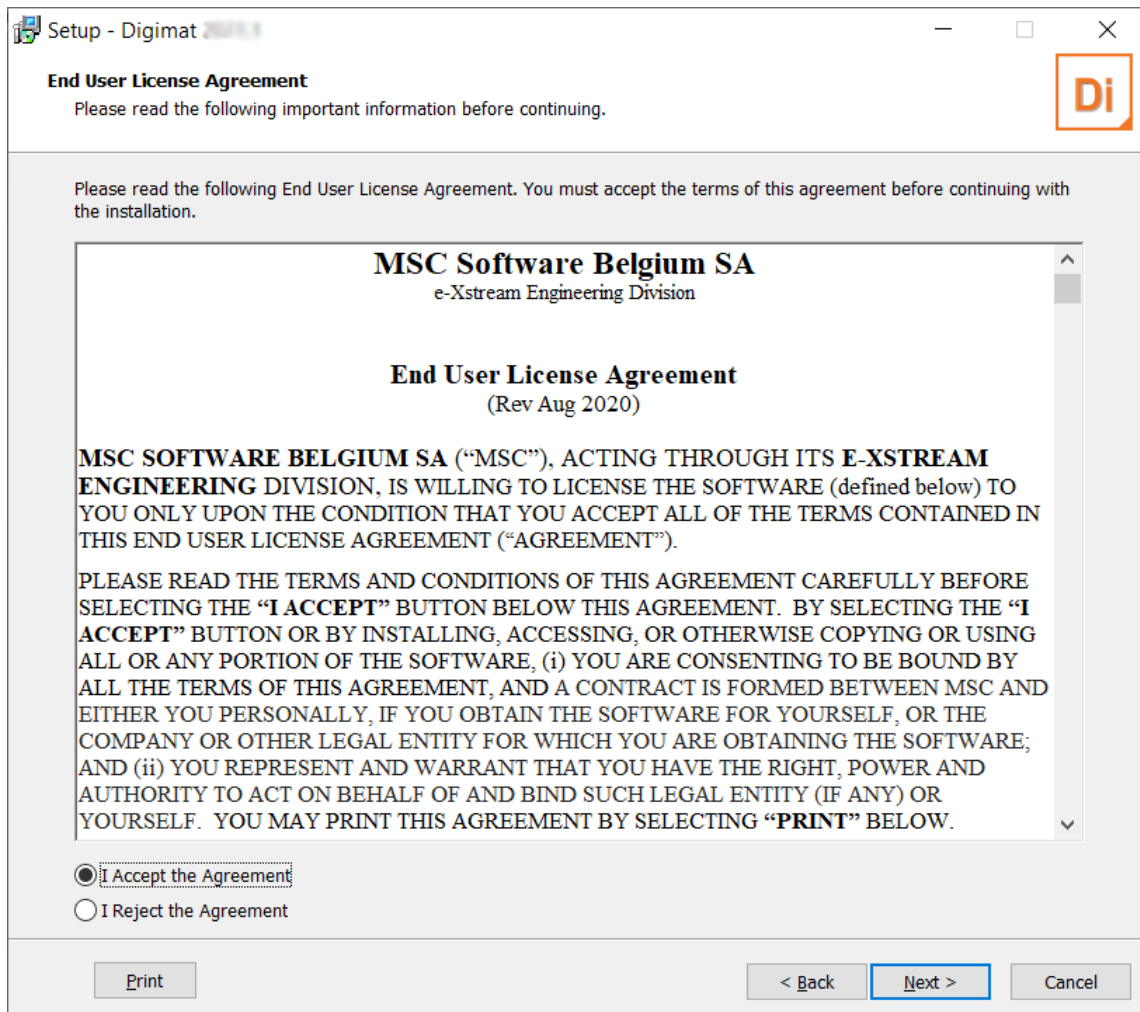 Setup - Digimat
End User License Agreement
Please read the following important information before continuing.
Di
Please read the following End User License Agreement. You must accept the terms of this agreement before continuing with
the installation.
MSC Software Belgium SA
e-Xstream Engineering Division
End User License Agreement
(Rev Aug 2020)
MSC SOFTWARE BELGIUM SA (“MSC”), ACTING THROUGH ITS E-XSTREAM
ENGINEERING DIVISION, IS WILLING TO LICENSE THE SOFTWARE (defined below) TO
YOU ONLY UPON THE CONDITION THAT YOU ACCEPT ALL OF THE TERMS CONTAINED IN
THIS END USER LICENSE AGREEMENT (“AGREEMENT”).
PLEASE READ THE TERMS AND CONDITIONS OF THIS AGREEMENT CAREFULLY BEFORE
SELECTING THE “I ACCEPT” BUTTON BELOW THIS AGREEMENT.  BY SELECTING THE “I
ACCEPT” BUTTON OR BY INSTALLING, ACCESSING, OR OTHERWISE COPYING OR USING
ALL OR ANY PORTION OF THE SOFTWARE, (i) YOU ARE CONSENTING TO BE BOUND BY
ALL THE TERMS OF THIS AGREEMENT, AND A CONTRACT IS FORMED BETWEEN MSC AND
EITHER YOU PERSONALLY, IF YOU OBTAIN THE SOFTWARE FOR YOURSELF, OR THE
COMPANY OR OTHER LEGAL ENTITY FOR WHICH YOU ARE OBTAINING THE SOFTWARE;
AND (ii) YOU REPRESENT AND WARRANT THAT YOU HAVE THE RIGHT, POWER AND
AUTHORITY TO ACT ON BEHALF OF AND BIND SUCH LEGAL ENTITY (IF ANY) OR
YOURSELF.  YOU MAY PRINT THIS AGREEMENT BY SELECTING “PRINT” BELOW.
I Accept the Agreement
I Reject the Agreement
Print
< Back
Next >
Cancel